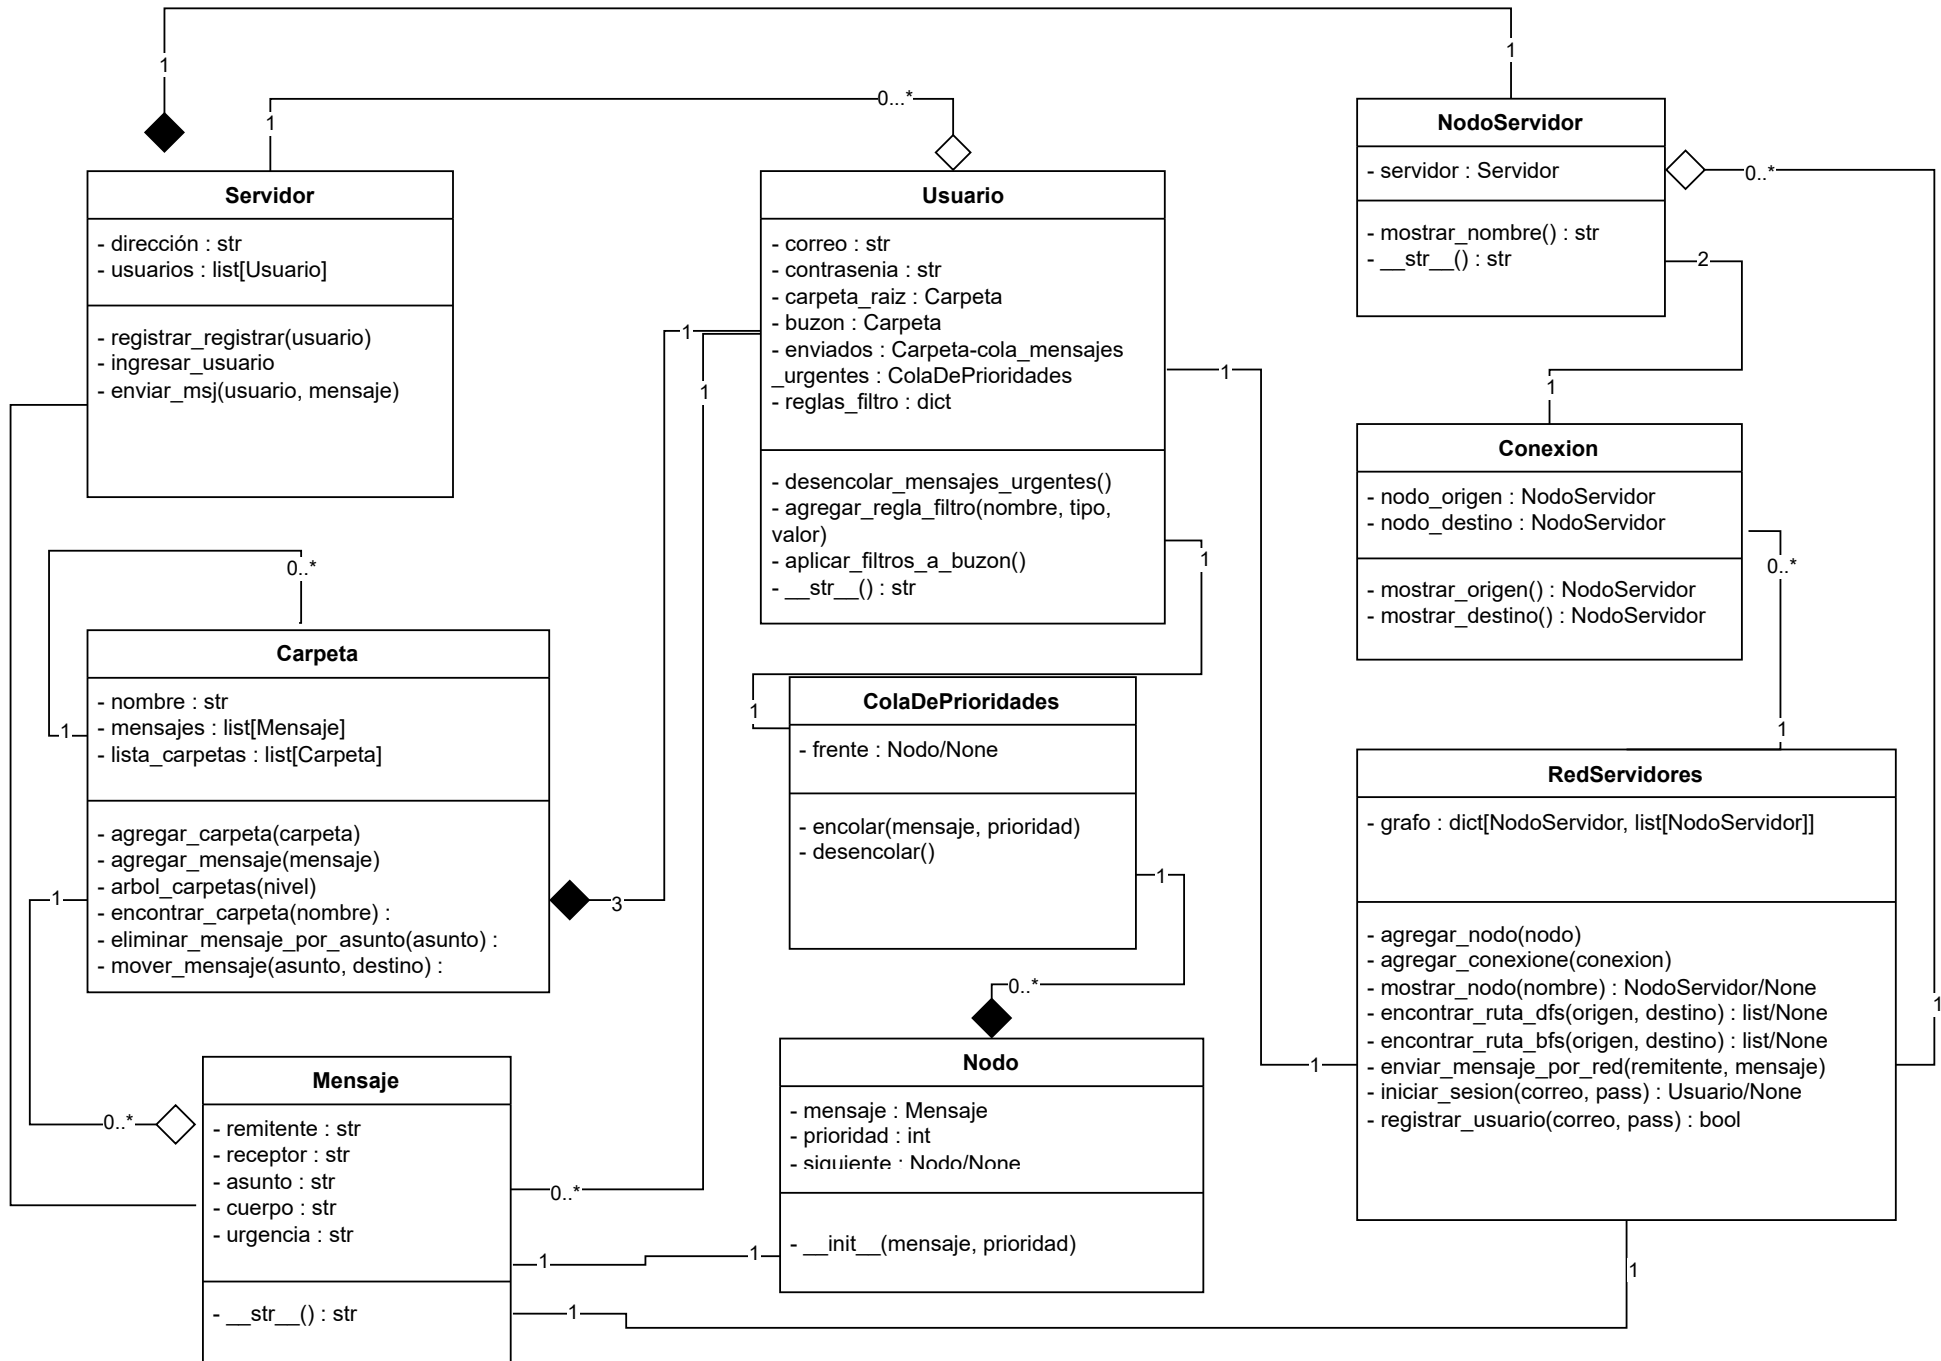 1
1
1
0...*
Servidor
- dirección : str
- usuarios : list[Usuario]
- registrar_registrar(usuario)
- ingresar_usuario
- enviar_msj(usuario, mensaje)
Usuario
- correo : str
- contrasenia : str
- carpeta_raiz : Carpeta
- buzon : Carpeta
- enviados : Carpeta-cola_mensajes
_urgentes : ColaDePrioridades
- reglas_filtro : dict
- desencolar_mensajes_urgentes()
- agregar_regla_filtro(nombre, tipo,
valor)
- aplicar_filtros_a_buzon()
- __str__() : str
NodoServidor
- servidor : Servidor
- mostrar_nombre() : str
- __str__() : str
0..*
2
1
1
1
1
1
Conexion
- nodo_origen : NodoServidor
- nodo_destino : NodoServidor
- mostrar_origen() : NodoServidor
- mostrar_destino() : NodoServidor
0..*
1
0..*
1
Carpeta
- nombre : str
- mensajes : list[Mensaje]
- lista_carpetas : list[Carpeta]
- agregar_carpeta(carpeta)
- agregar_mensaje(mensaje)
- arbol_carpetas(nivel)
- encontrar_carpeta(nombre) :
- eliminar_mensaje_por_asunto(asunto) :
- mover_mensaje(asunto, destino) :
1
3
1
ColaDePrioridades
- frente : Nodo/None
- encolar(mensaje, prioridad)
- desencolar()
1
0..*
RedServidores
- grafo : dict[NodoServidor, list[NodoServidor]]
- agregar_nodo(nodo)
- agregar_conexione(conexion)
- mostrar_nodo(nombre) : NodoServidor/None
- encontrar_ruta_dfs(origen, destino) : list/None
- encontrar_ruta_bfs(origen, destino) : list/None
- enviar_mensaje_por_red(remitente, mensaje)
- iniciar_sesion(correo, pass) : Usuario/None
- registrar_usuario(correo, pass) : bool
1
1
0..*
Mensaje
- remitente : str
- receptor : str
- asunto : str
- cuerpo : str
- urgencia : str
- __str__() : str
0..*
1
1
1
1
Nodo
- mensaje : Mensaje
- prioridad : int
- siguiente : Nodo/None
- __init__(mensaje, prioridad)